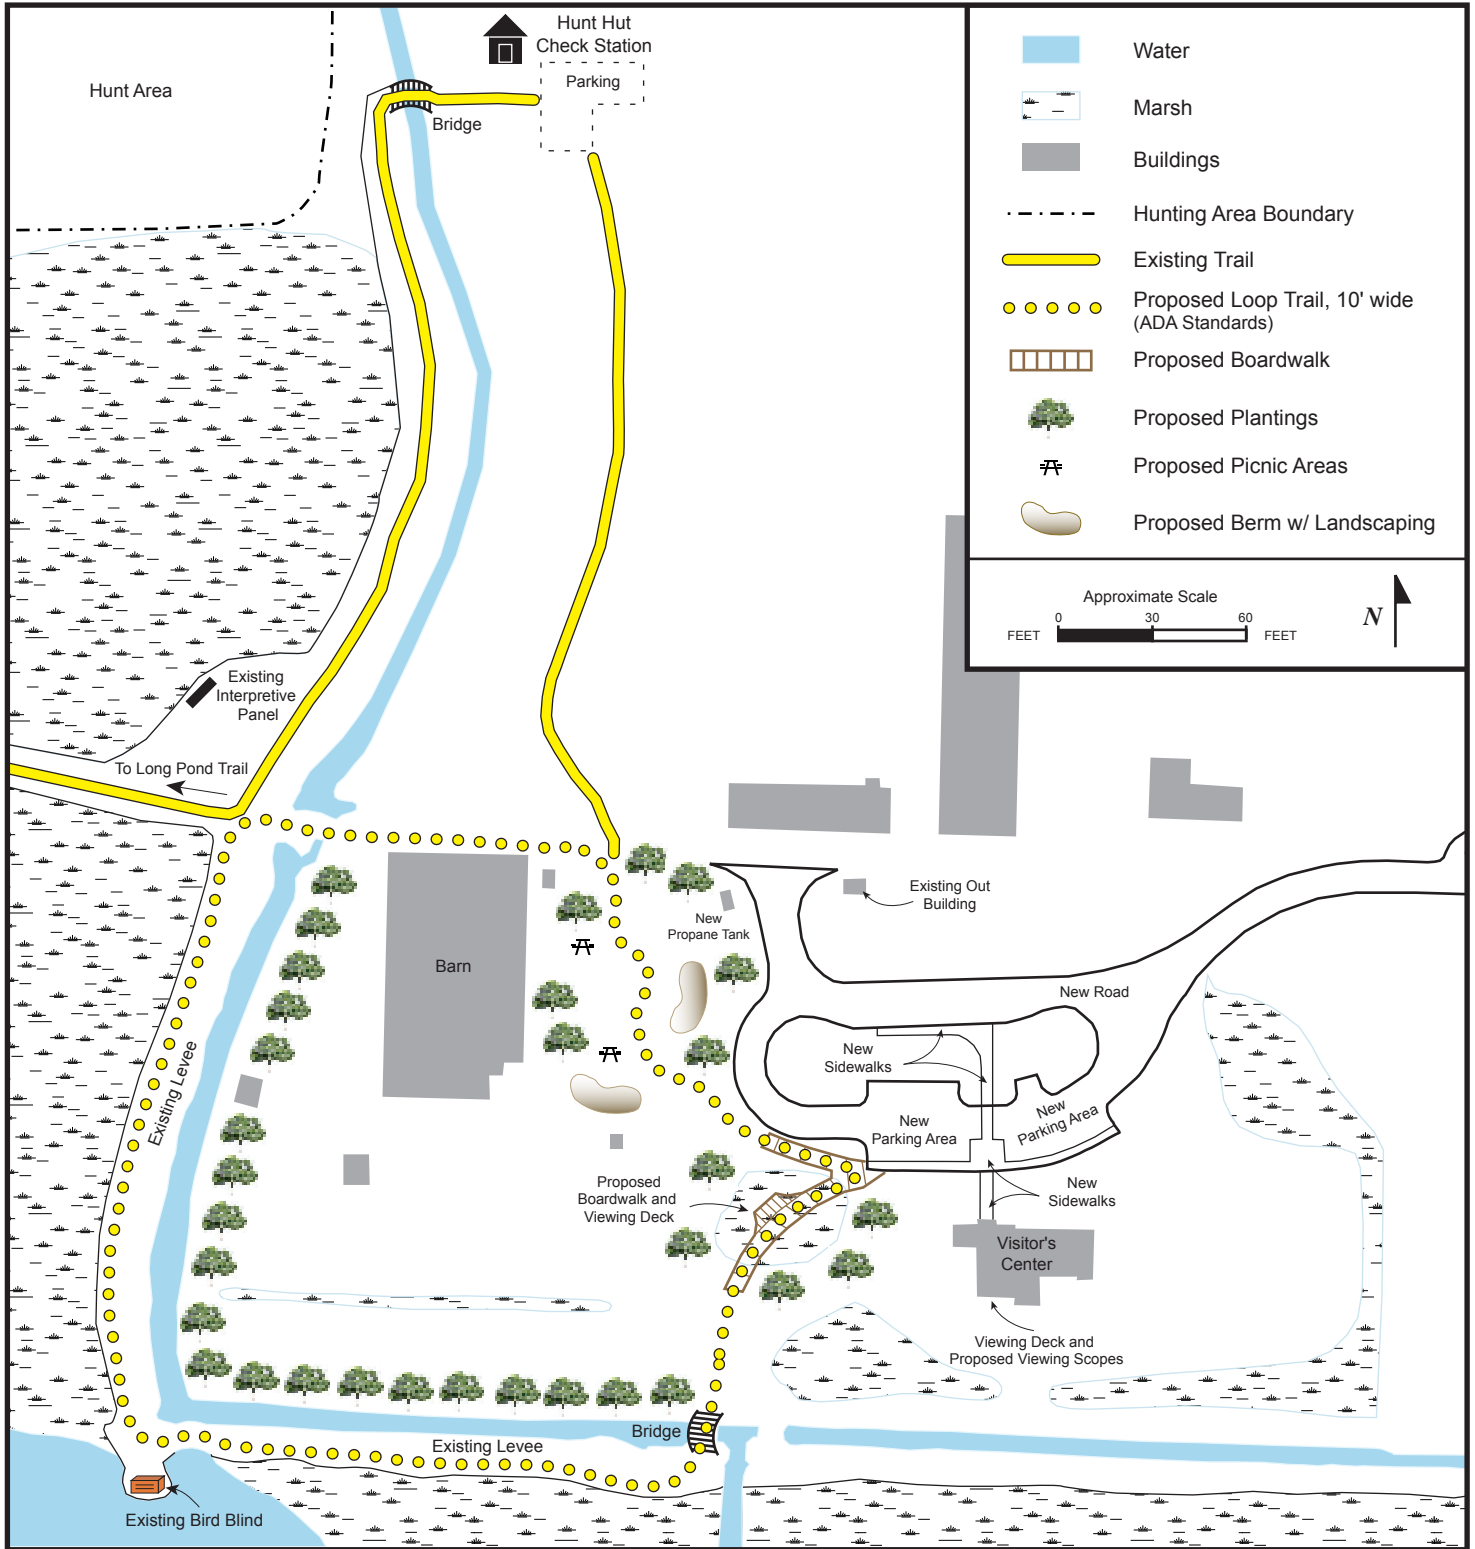 Hunt Hut
Check Station
Parking
Hunt Area
Bridge
Water
Marsh
Buildings
Hunting Area Boundary
Existing Trail
Proposed Loop Trail, 10' wide
(ADA Standards)
Proposed Boardwalk
Proposed Plantings
Proposed Picnic Areas
Proposed Berm w/ Landscaping
Approximate Scale
0 30 60
FEET FEET
N
Existing
Interpretive
Panel
To Long Pond Trail
Existing Out
Building
New
Propane Tank
Barn
New Road
New
Sidewalks
New
Parking Area
New
Parking Area
Existing Levee
Proposed
Boardwalk and
Viewing Deck
New
Sidewalks
Visitor's
Center
Viewing Deck and
Proposed Viewing Scopes
Bridge
Existing Levee
Existing Bird Blind